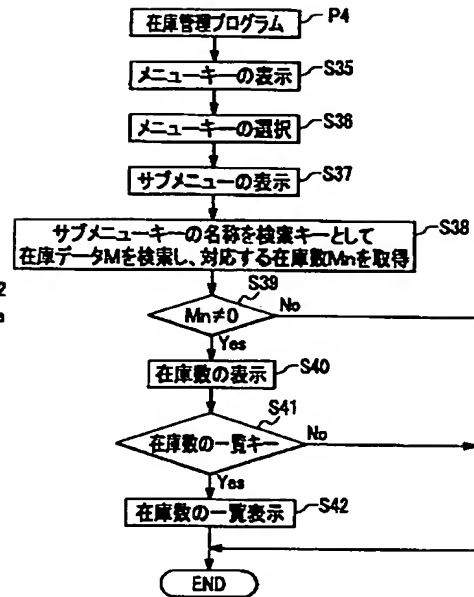 在庫管理プログラム P4
メニューキーの表示 S35
メニューキーの選択 S36
サブメニューの表示 S37
サブメニューキーの名称を検索キーとして S38
在庫データMを検索し、対応する在庫数Mnを取得
S39
Mn≠0 No
Yes
在庫数の表示 S40
S41
在庫数の一覧キー No
Yes
在庫数の一覧表示 S42
END